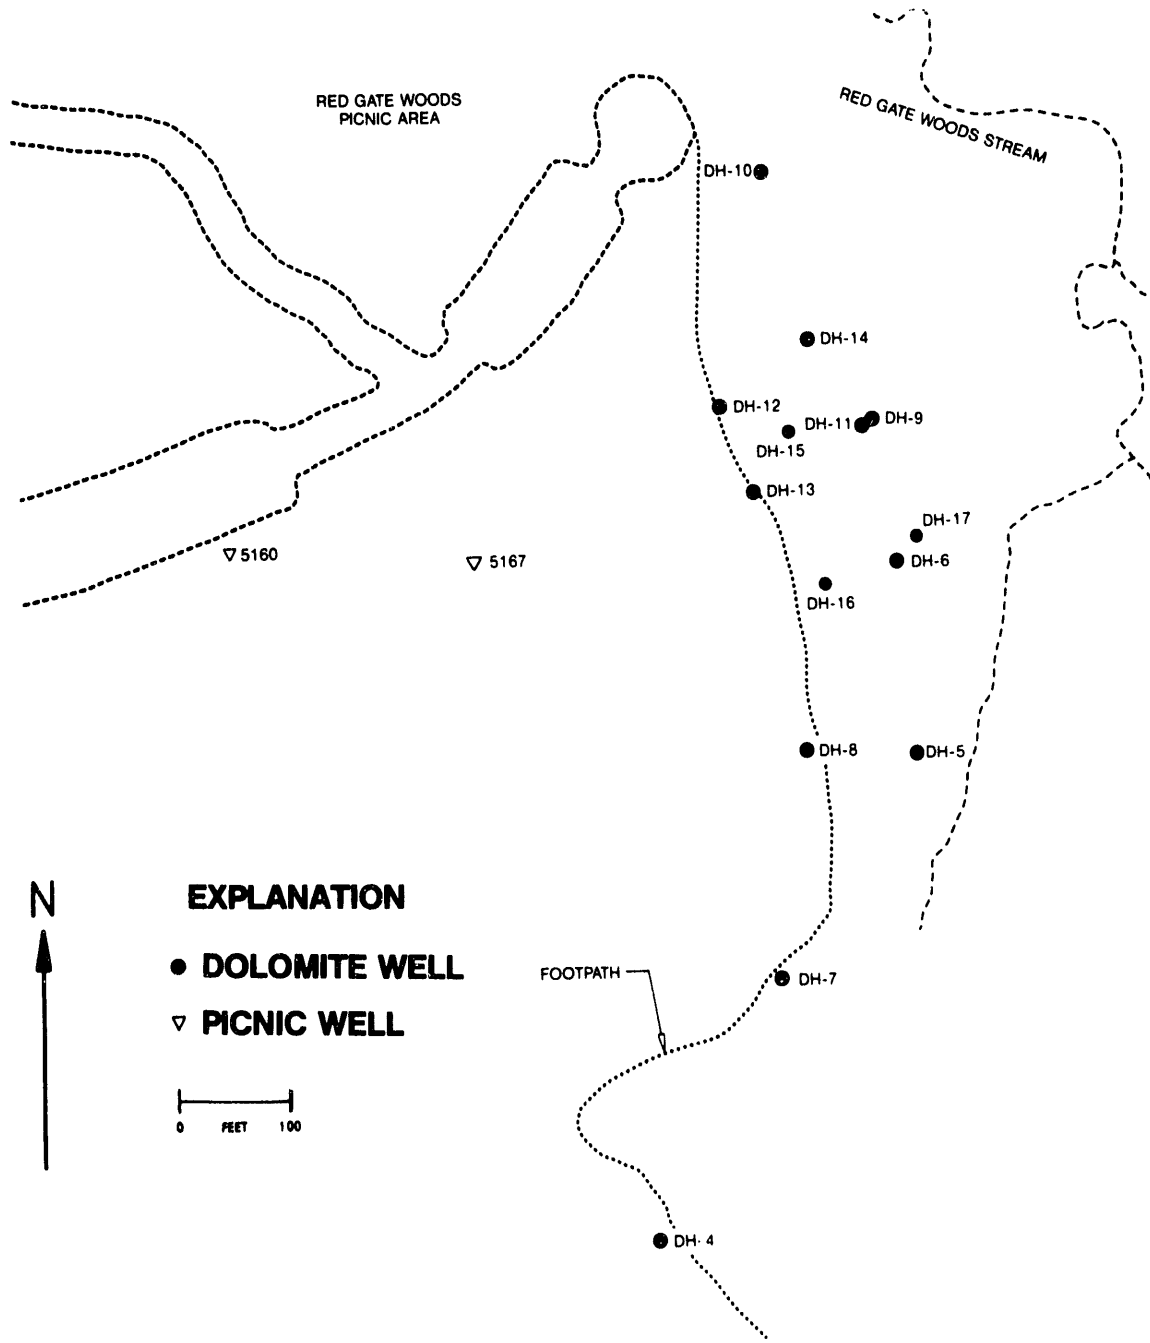 RED GATE WOODS
PICNIC AREA
RED GATE WOODS STREAM
DH-10
DH-14
DH-12
DH-11
DH-9
DH-15
DH-13
DH-17
DH-6
DH-16
5160
5167
DH-8
DH-5
N
EXPLANATION
DOLOMITE WELL
PICNIC WELL
0 FEET 100
FOOTPATH
DH-7
DH-4